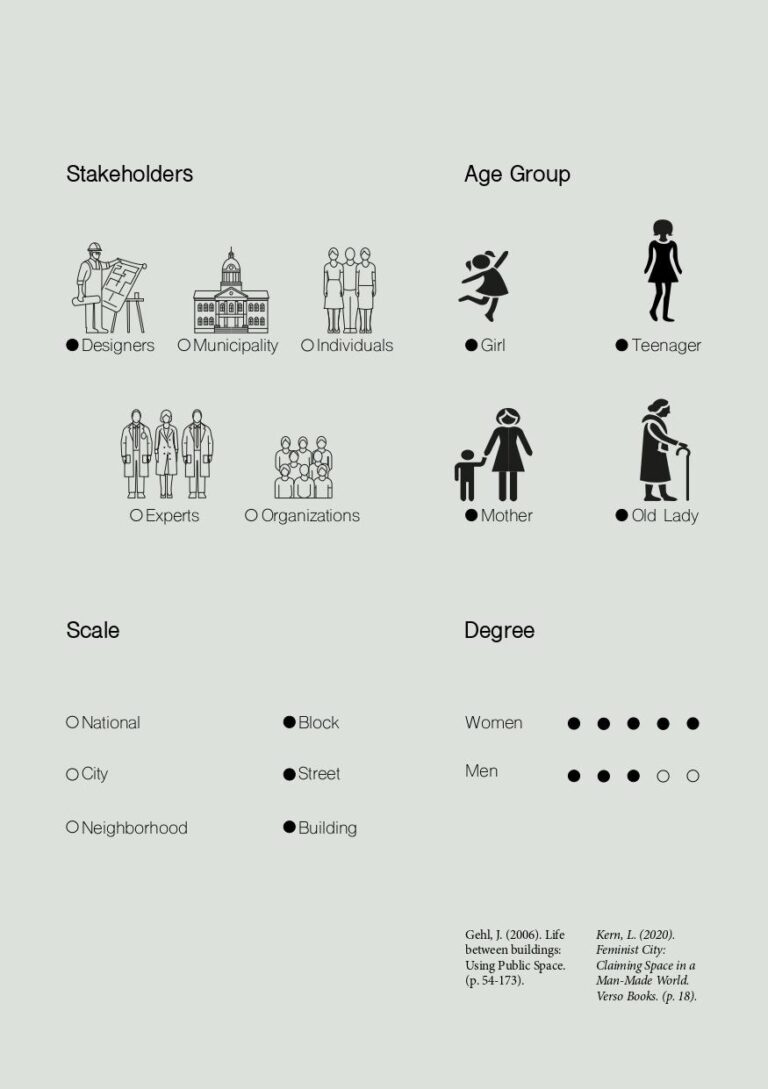 Stakeholders
Designers
Municipality
Individuals
Experts
Organizations
Age Group
Girl
Teenager
Mother
Old Lady
Scale
National
Block
City
Street
Neighborhood
Building
Degree
Women
Men
Gehl, J. (2006). Life
between buildings:
Using Public Space.
(p. 54-173).
Kern, L. (2020).
Feminist City:
Claiming Space in a
Man-Made World.
Verso Books. (p. 18).